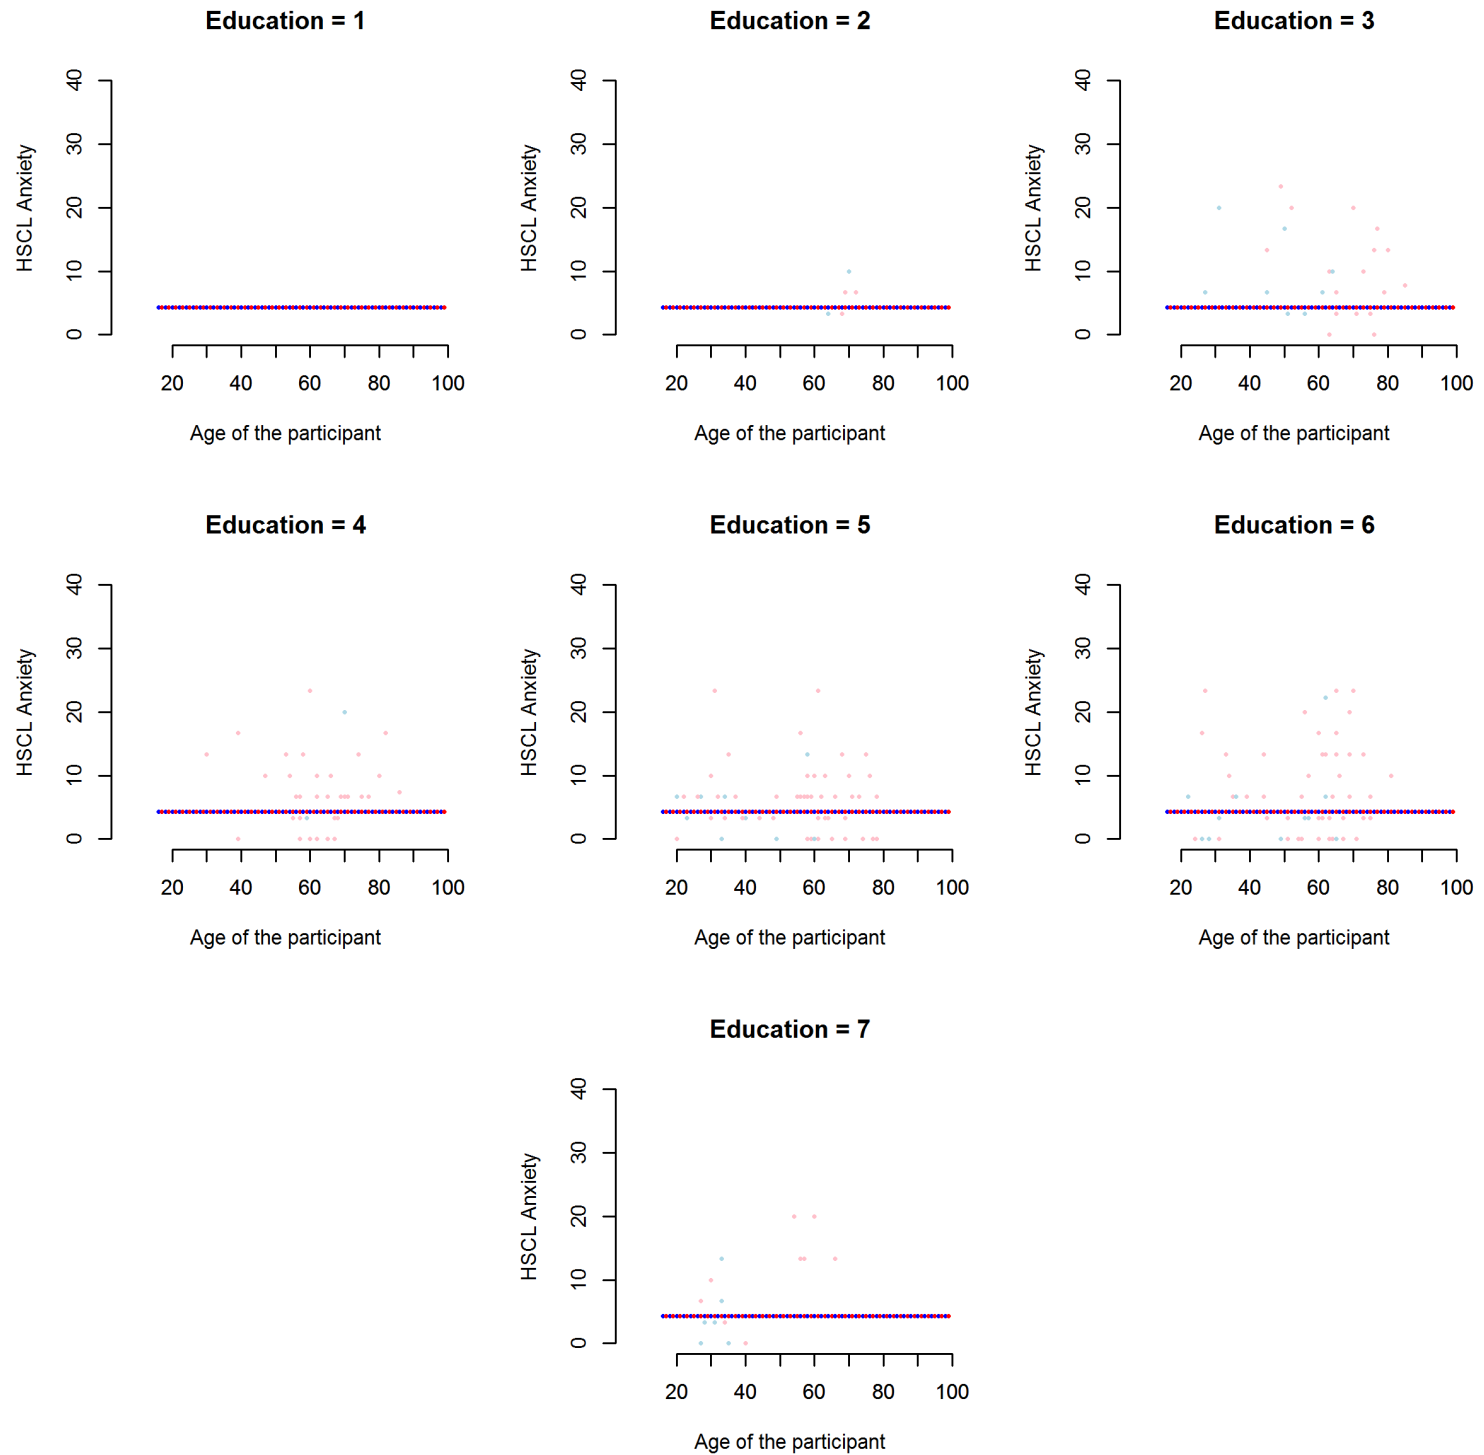 Education = 1
HSCL Anxiety
0 10 20 30 40
20 40 60 80 100
Age of the participant
Education = 2
HSCL Anxiety
0 10 20 30 40
20 40 60 80 100
Age of the participant
Education = 3
HSCL Anxiety
0 10 20 30 40
20 40 60 80 100
Age of the participant
Education = 4
HSCL Anxiety
0 10 20 30 40
20 40 60 80 100
Age of the participant
Education = 5
HSCL Anxiety
0 10 20 30 40
20 40 60 80 100
Age of the participant
Education = 6
HSCL Anxiety
0 10 20 30 40
20 40 60 80 100
Age of the participant
Education = 7
HSCL Anxiety
0 10 20 30 40
20 40 60 80 100
Age of the participant